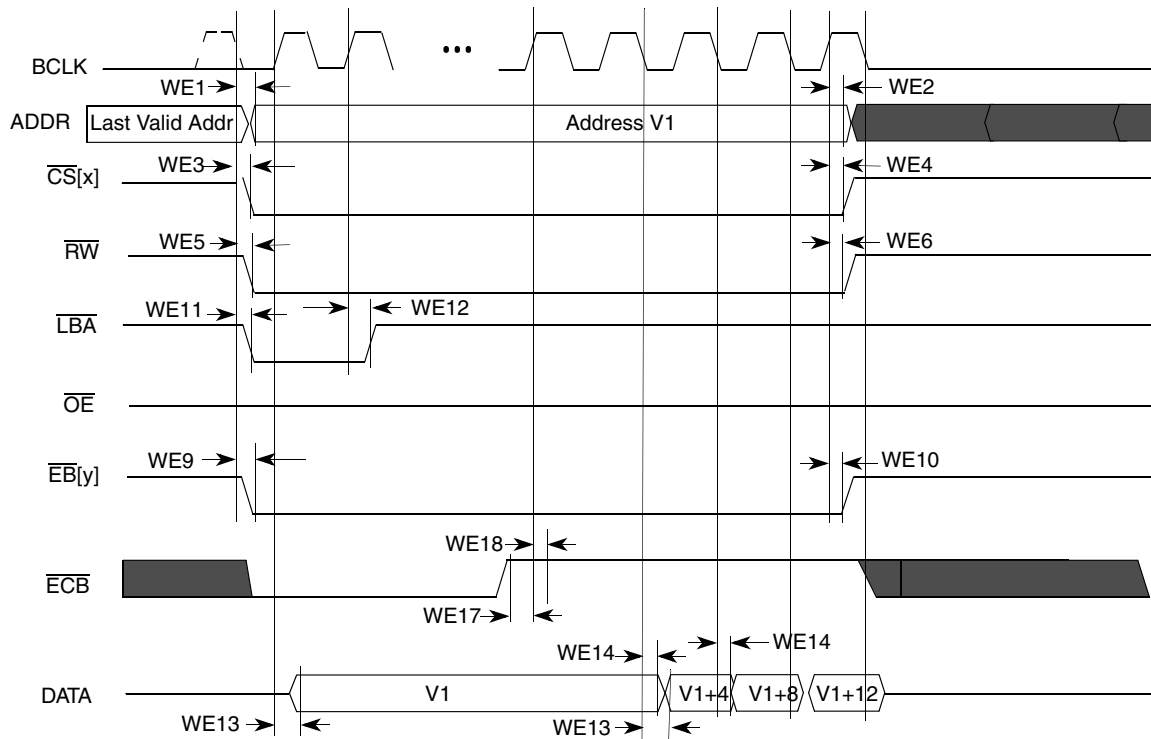 BCLK
•••
WE1
WE2
ADDR
Last Valid Addr
Address V1
WE3
WE4
CS[x]
WE5
WE6
RW
WE11
WE12
LBA
OE
WE9
WE10
EB[y]
WE18
ECB
WE17
WE14
WE14
DATA
V1
V1+4
V1+8
V1+12
WE13
WE13